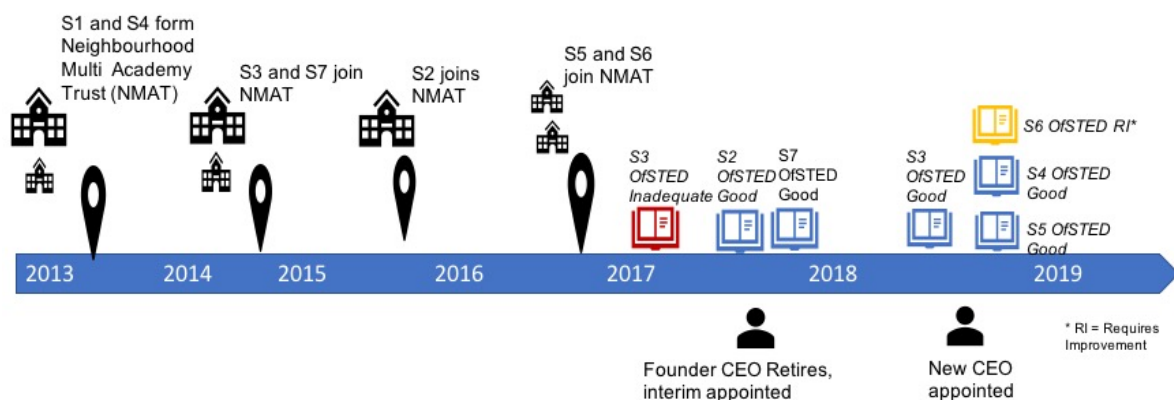 S1 and S4 form
Neighbourhood
Multi Academy
Trust (NMAT)
S3 and S7 join
NMAT
S2 joins
NMAT
S5 and S6
join NMAT
S3
OfSTED
Inadequate
S2
OfSTED
Good
S7
OfSTED
Good
S3
OfSTED
Good
S6 OfSTED RI*
S4 OfSTED
Good
S5 OfSTED
Good
2013
2014
2015
2016
2017
2018
2019
Founder CEO Retires,
interim appointed
New CEO
appointed
* RI = Requires
Improvement